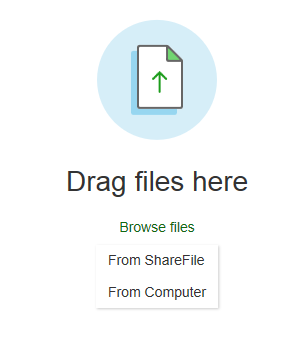 Drag files here
Browse files
From ShareFile
From Computer